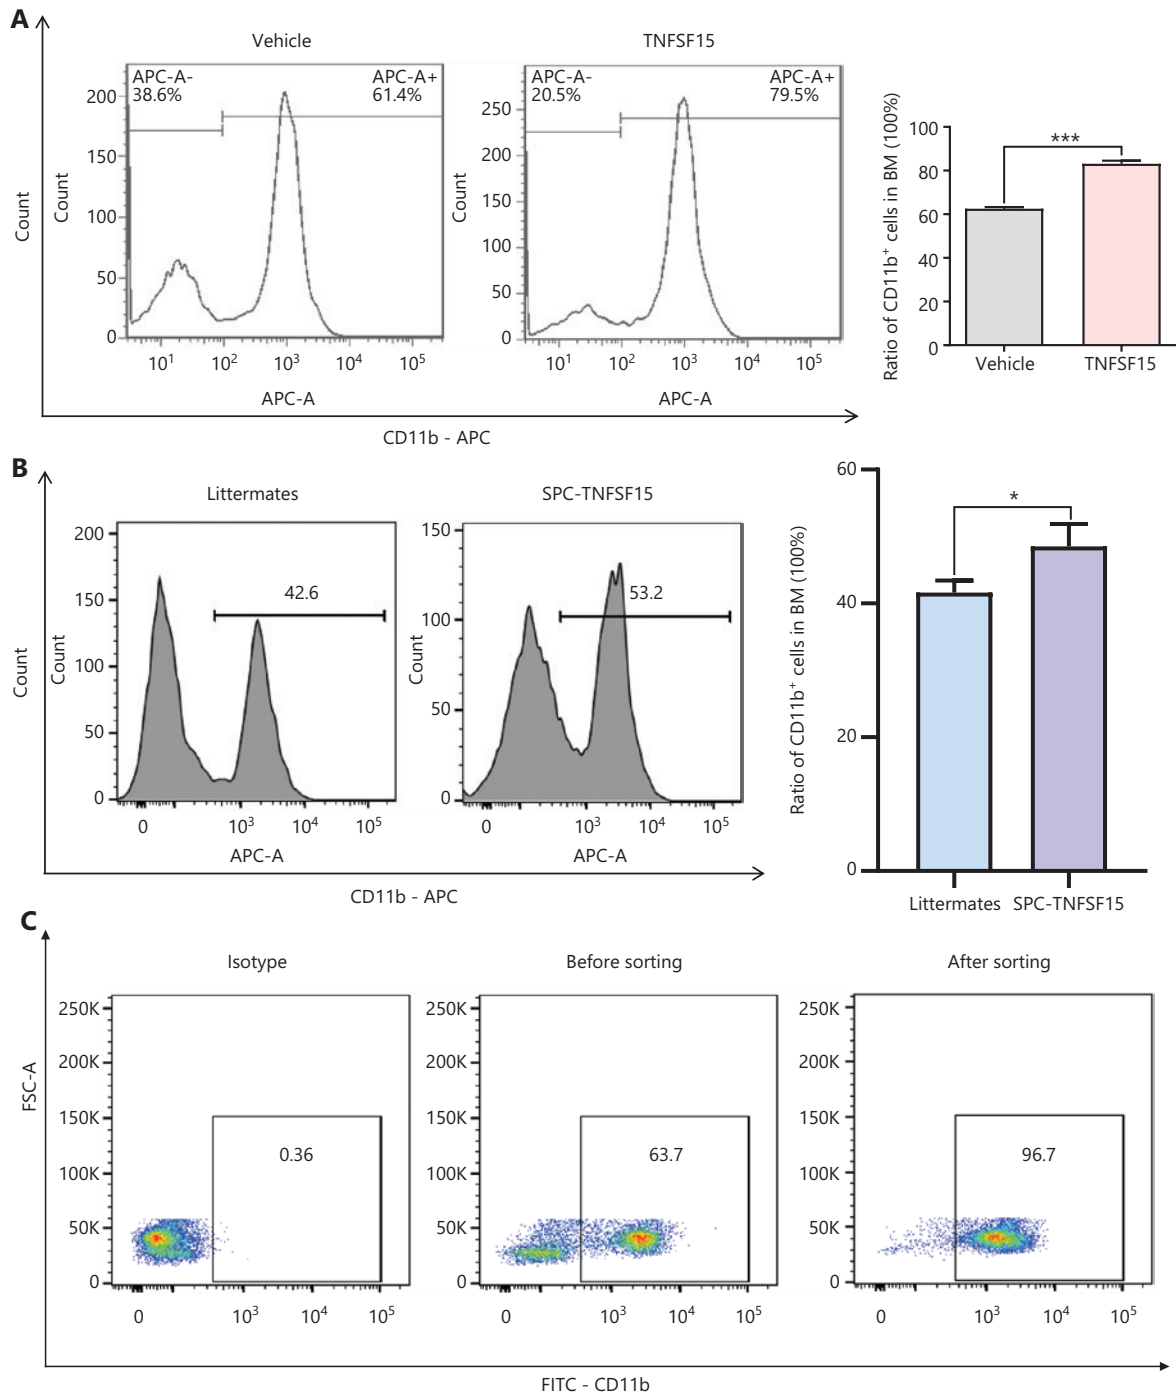 A
Vehicle
TNFSF15
APC-A-
38.6%
APC-A+
61.4%
APC-A-
20.5%
APC-A+
79.5%
Count
Count
200
150
100
50
0
10¹ 10² 10³ 10⁴ 10⁵
APC-A
Count
250
200
150
100
50
0
10¹ 10² 10³ 10⁴ 10⁵
APC-A
CD11b - APC
Ratio of CD11b⁺ cells in BM (100%)
100
80
60
40
20
0
***
Vehicle
TNFSF15
B
Littermates
SPC-TNFSF15
Count
Count
200
150
100
50
0
42.6
0 10³ 10⁴ 10⁵
APC-A
Count
150
100
50
0
53.2
0 10³ 10⁴ 10⁵
APC-A
CD11b - APC
Ratio of CD11b⁺ cells in BM (100%)
60
40
20
0
*
Littermates SPC-TNFSF15
C
Isotype
Before sorting
After sorting
FSC-A
250K
200K
150K
100K
50K
0
0.36
0 10³ 10⁴ 10⁵
250K
200K
150K
100K
50K
0
63.7
0 10³ 10⁴ 10⁵
250K
200K
150K
100K
50K
0
96.7
0 10³ 10⁴ 10⁵
FITC - CD11b